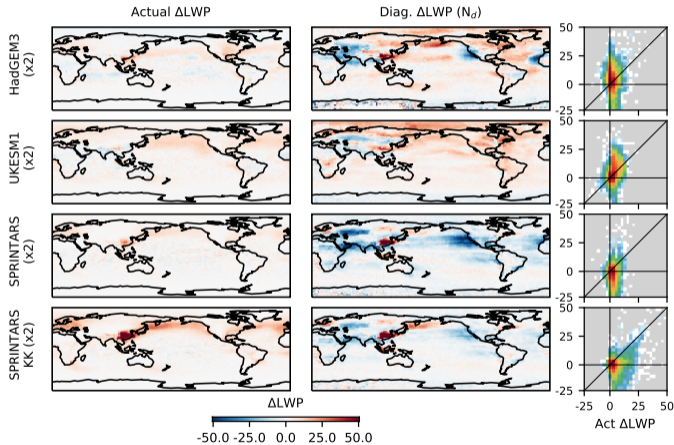 Actual ΔLWP
Diag. ΔLWP (Nd)
HadGEM3
(x2)
50
25
0
-25
UKESM1
(x2)
50
25
0
-25
SPRINTARS
(x2)
50
25
0
-25
SPRINTARS
KK (x2)
50
25
0
-25
-25 0 25 50
Act ΔLWP
ΔLWP
-50.0 -25.0 0.0 25.0 50.0